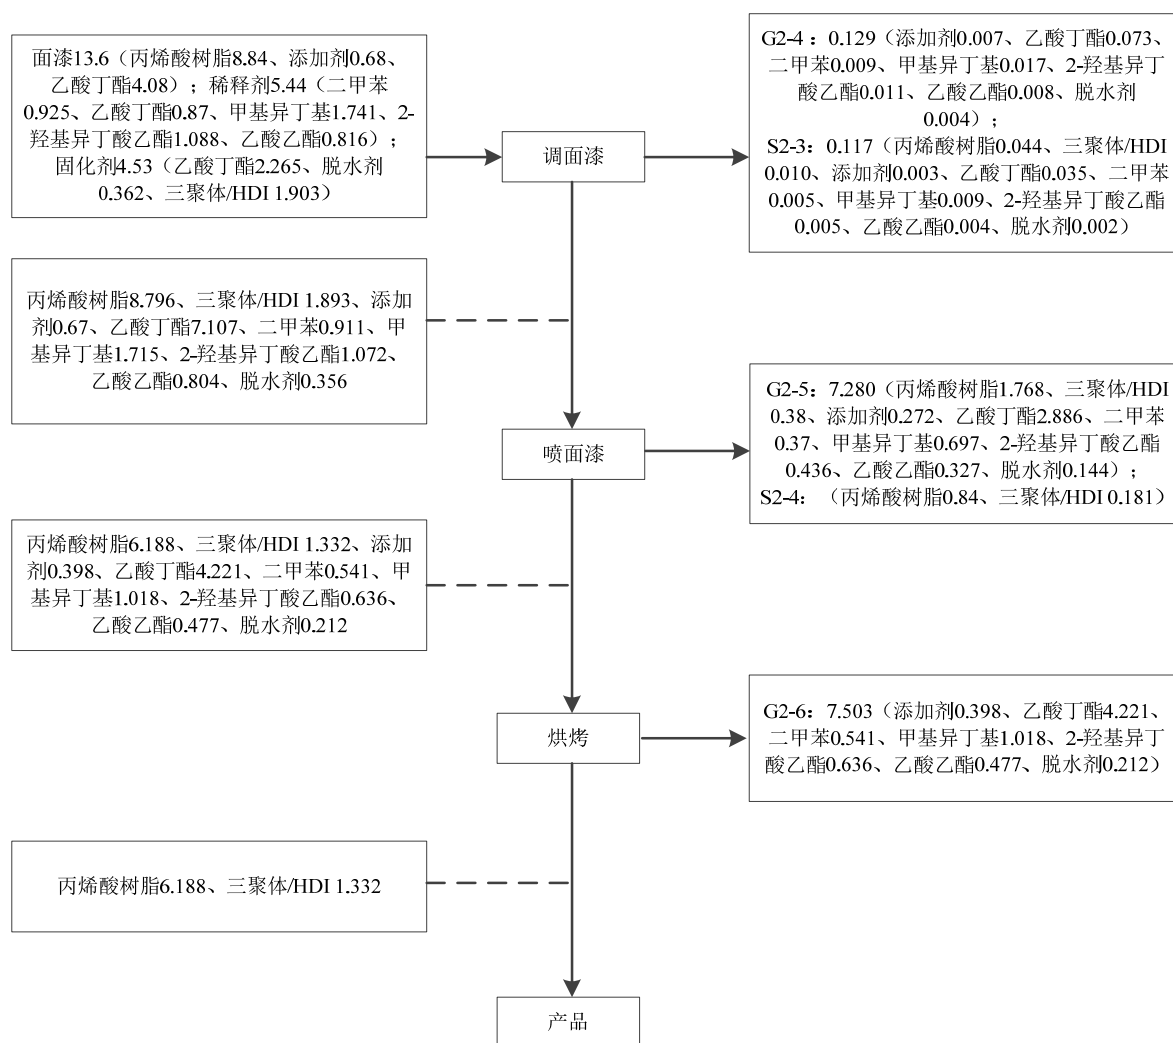 面漆13.6（丙烯酸树脂8.84、添加剂0.68、
乙酸丁酯4.08）；稀释剂5.44（二甲苯
0.925、乙酸丁酯0.87、甲基异丁基1.741、2-
羟基异丁酸乙酯1.088、乙酸乙酯0.816）；
固化剂4.53（乙酸丁酯2.265、脱水剂
0.362、三聚体/HDI 1.903）
调面漆
G2-4：0.129（添加剂0.007、乙酸丁酯0.073、
二甲苯0.009、甲基异丁基0.017、2-羟基异丁
酸乙酯0.011、乙酸乙酯0.008、脱水剂
0.004）；
S2-3：0.117（丙烯酸树脂0.044、三聚体/HDI
0.010、添加剂0.003、乙酸丁酯0.035、二甲苯
0.005、甲基异丁基0.009、2-羟基异丁酸乙酯
0.005、乙酸乙酯0.004、脱水剂0.002）
丙烯酸树脂8.796、三聚体/HDI 1.893、添加
剂0.67、乙酸丁酯7.107、二甲苯0.911、甲
基异丁基1.715、2-羟基异丁酸乙酯1.072、
乙酸乙酯0.804、脱水剂0.356
喷面漆
G2-5：7.280（丙烯酸树脂1.768、三聚体/HDI
0.38、添加剂0.272、乙酸丁酯2.886、二甲苯
0.37、甲基异丁基0.697、2-羟基异丁酸乙酯
0.436、乙酸乙酯0.327、脱水剂0.144）；
S2-4：（丙烯酸树脂0.84、三聚体/HDI 0.181）
丙烯酸树脂6.188、三聚体/HDI 1.332、添加
剂0.398、乙酸丁酯4.221、二甲苯0.541、甲
基异丁基1.018、2-羟基异丁酸乙酯0.636、
乙酸乙酯0.477、脱水剂0.212
烘烤
G2-6：7.503（添加剂0.398、乙酸丁酯4.221、
二甲苯0.541、甲基异丁基1.018、2-羟基异丁
酸乙酯0.636、乙酸乙酯0.477、脱水剂0.212）
丙烯酸树脂6.188、三聚体/HDI 1.332
产品